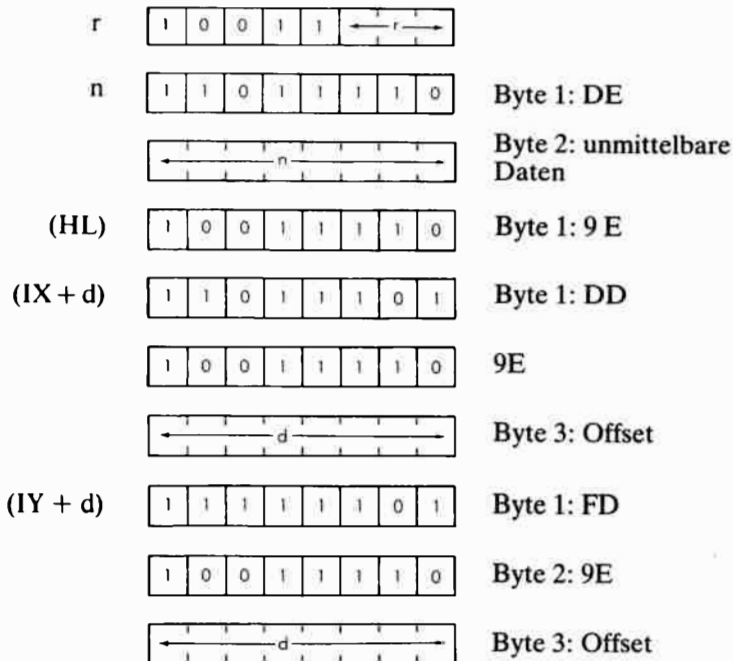 r 1 0 0 1 1 r
n 1 1 0 1 1 1 1 0 Byte 1: DE
n Byte 2: unmittelbare
Daten
(HL) 1 0 0 1 1 1 1 0 Byte 1: 9 E
(IX + d) 1 1 0 1 1 1 0 1 Byte 1: DD
1 0 0 1 1 1 1 0 9E
d Byte 3: Offset
(IY + d) 1 1 1 1 1 1 0 1 Byte 1: FD
1 0 0 1 1 1 1 0 Byte 2: 9E
d Byte 3: Offset